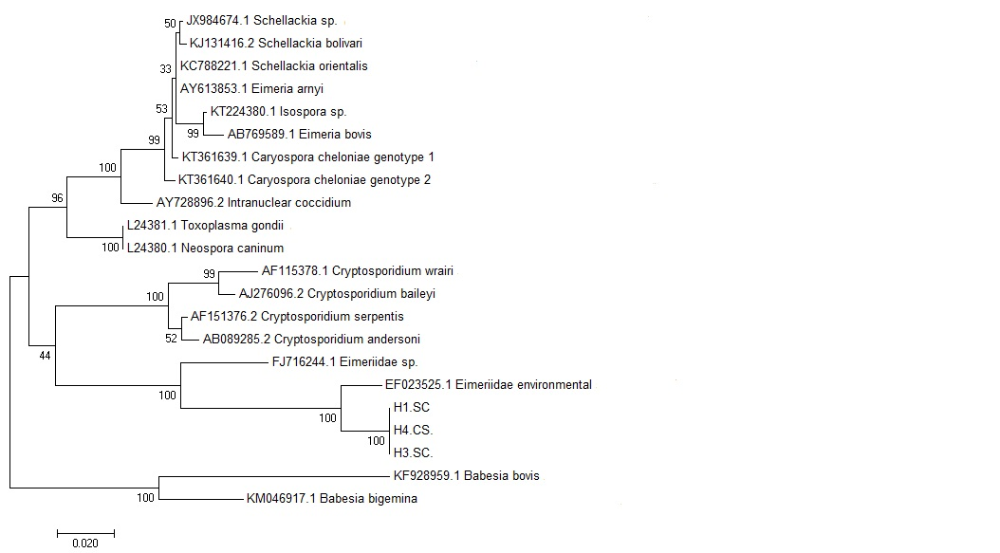 50
JX984674.1 Schellackia sp.
KJ131416.2 Schellackia bolivari
33
KC788221.1 Schellackia orientalis
AY613853.1 Eimeria arnyi
53
KT224380.1 Isospora sp.
99
AB769589.1 Eimeria bovis
99
KT361639.1 Caryospora cheloniae genotype 1
100
KT361640.1 Caryospora cheloniae genotype 2
96
AY728896.2 Intranuclear coccidium
L24381.1 Toxoplasma gondii
100
L24380.1 Neospora caninum
99
AF115378.1 Cryptosporidium wrairi
100
AJ276096.2 Cryptosporidium baileyi
AF151376.2 Cryptosporidium serpentis
52
AB089285.2 Cryptosporidium andersoni
44
FJ716244.1 Eimeriidae sp.
100
EF023525.1 Eimeriidae environmental
100
H1.SC
H4.CS.
100
H3.SC.
KF928959.1 Babesia bovis
100
KM046917.1 Babesia bigemina
0.020